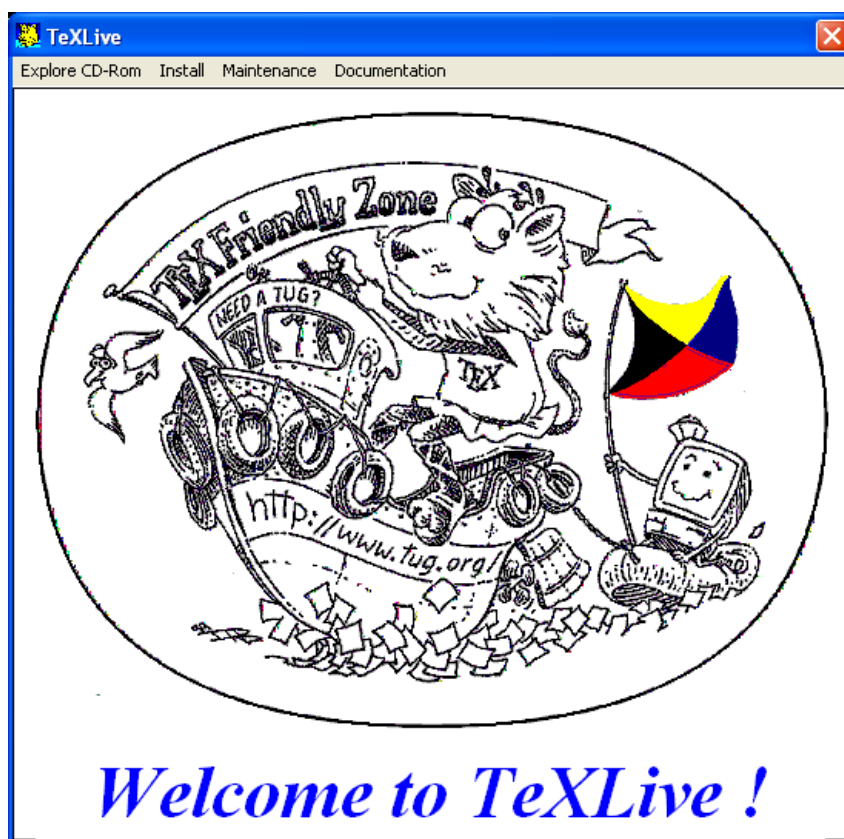 TeXLive
Explore CD-Rom Install Maintenance Documentation
TEX Friendly Zone
NEED A TUG?
TEX
http://www.tug.org/
Welcome to TeXLive !